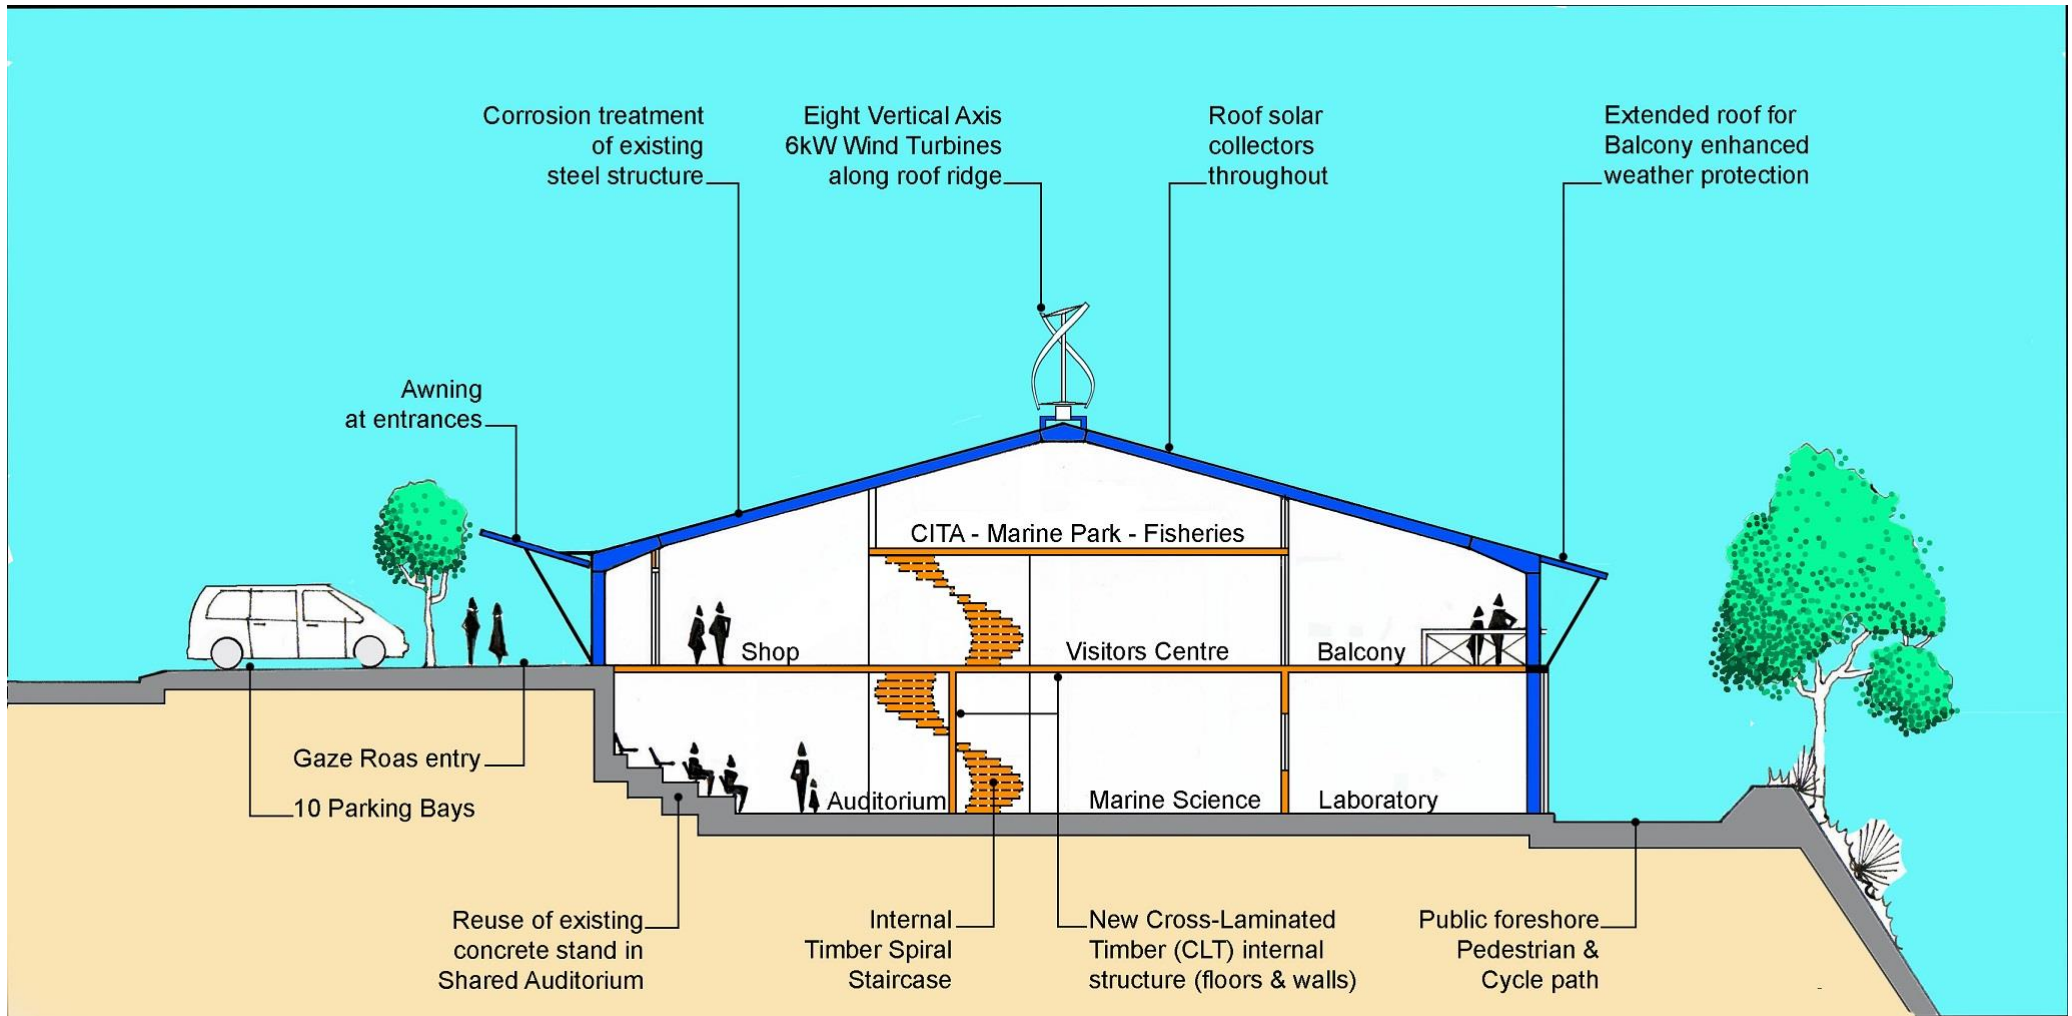 Corrosion treatment
of existing
steel structure
Eight Vertical Axis
6kW Wind Turbines
along roof ridge
Roof solar
collectors
throughout
Extended roof for
Balcony enhanced
weather protection
Awning
at entrances
CITA - Marine Park - Fisheries
Shop
Visitors Centre
Balcony
Gaze Roas entry
10 Parking Bays
Auditorium
Marine Science
Laboratory
Reuse of existing
concrete stand in
Shared Auditorium
Internal
Timber Spiral
Staircase
New Cross-Laminated
Timber (CLT) internal
structure (floors & walls)
Public foreshore
Pedestrian &
Cycle path